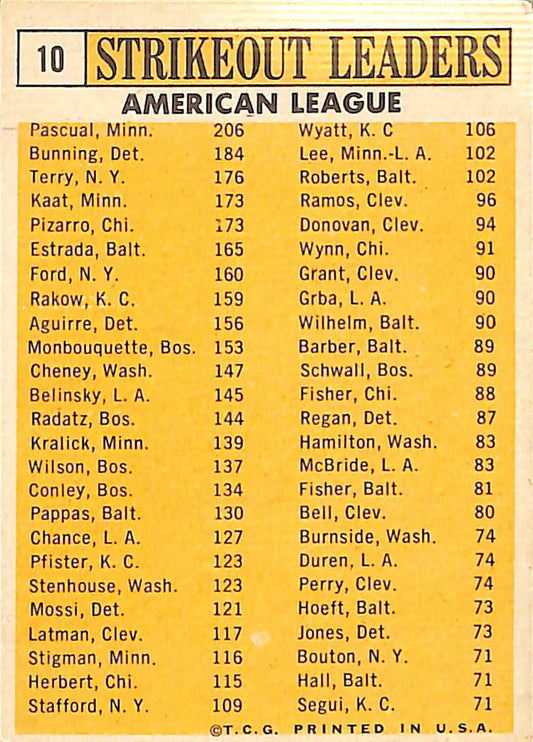 10 STRIKEOUT LEADERS
AMERICAN LEAGUE
Pascual, Minn. 206
Bunning, Det. 184
Terry, N. Y. 176
Kaat, Minn. 173
Pizarro, Chi. 173
Estrada, Balt. 165
Ford, N. Y. 160
Rakow, K. C. 159
Aguirre, Det. 156
Monbouquette, Bos. 153
Cheney, Wash. 147
Belinsky, L. A. 145
Radatz, Bos. 144
Kralick, Minn. 139
Wilson, Bos. 137
Conley, Bos. 134
Pappas, Balt. 130
Chance, L. A. 127
Pfister, K. C. 123
Stenhouse, Wash. 123
Mossi, Det. 121
Latman, Clev. 117
Stigman, Minn. 116
Herbert, Chi. 115
Stafford, N. Y. 109
Wyatt, K. C 106
Lee, Minn.-L. A. 102
Roberts, Balt. 102
Ramos, Clev. 96
Donovan, Clev. 94
Wynn, Chi. 91
Grant, Clev. 90
Grba, L. A. 90
Wilhelm, Balt. 90
Barber, Balt. 89
Schwall, Bos. 89
Fisher, Chi. 88
Regan, Det. 87
Hamilton, Wash. 83
McBride, L. A. 83
Fisher, Balt. 81
Bell, Clev. 80
Burnside, Wash. 74
Duren, L. A. 74
Perry, Clev. 74
Hoeft, Balt. 73
Jones, Det. 73
Bouton, N. Y. 71
Hall, Balt. 71
Segui, K. C. 71
©T.C.G. PRINTED IN U.S.A.